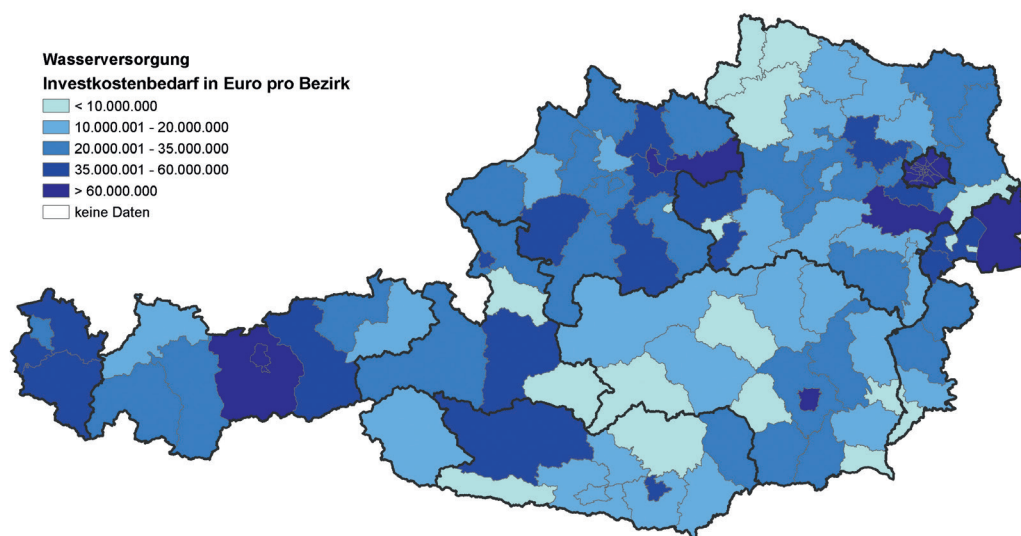 Wasserversorgung
Investkostenbedarf in Euro pro Bezirk
< 10.000.000
10.000.001 - 20.000.000
20.000.001 - 35.000.000
35.000.001 - 60.000.000
> 60.000.000
keine Daten